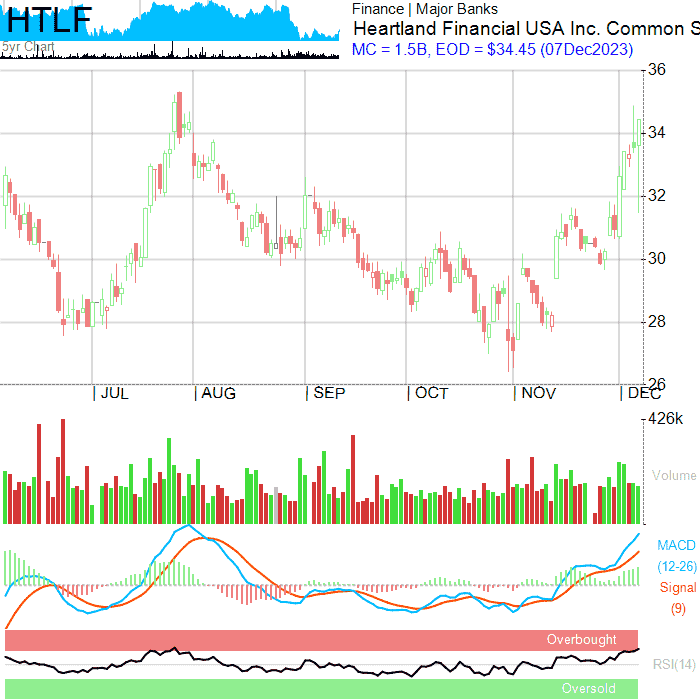 HTLF
5yr Chart
Finance | Major Banks
Heartland Financial USA Inc. Common S
MC = 1.5B, EOD = $34.45 (07Dec2023)
36
34
32
30
28
26
JUL AUG SEP OCT NOV DEC
426k
Volume
MACD
(12-26)
Signal
(9)
Overbought
RSI(14)
Oversold